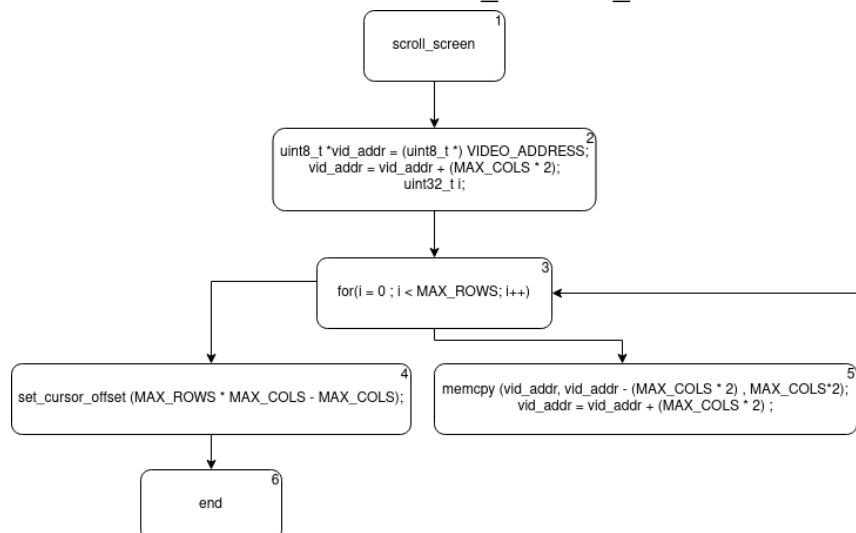 1
scroll_screen
2
uint8_t *vid_addr = (uint8_t *) VIDEO_ADDRESS;
vid_addr = vid_addr + (MAX_COLS * 2);
uint32_t i;
3
for(i = 0 ; i < MAX_ROWS; i++)
4
set_cursor_offset (MAX_ROWS * MAX_COLS - MAX_COLS);
5
memcpy (vid_addr, vid_addr - (MAX_COLS * 2) , MAX_COLS*2);
vid_addr = vid_addr + (MAX_COLS * 2) ;
6
end